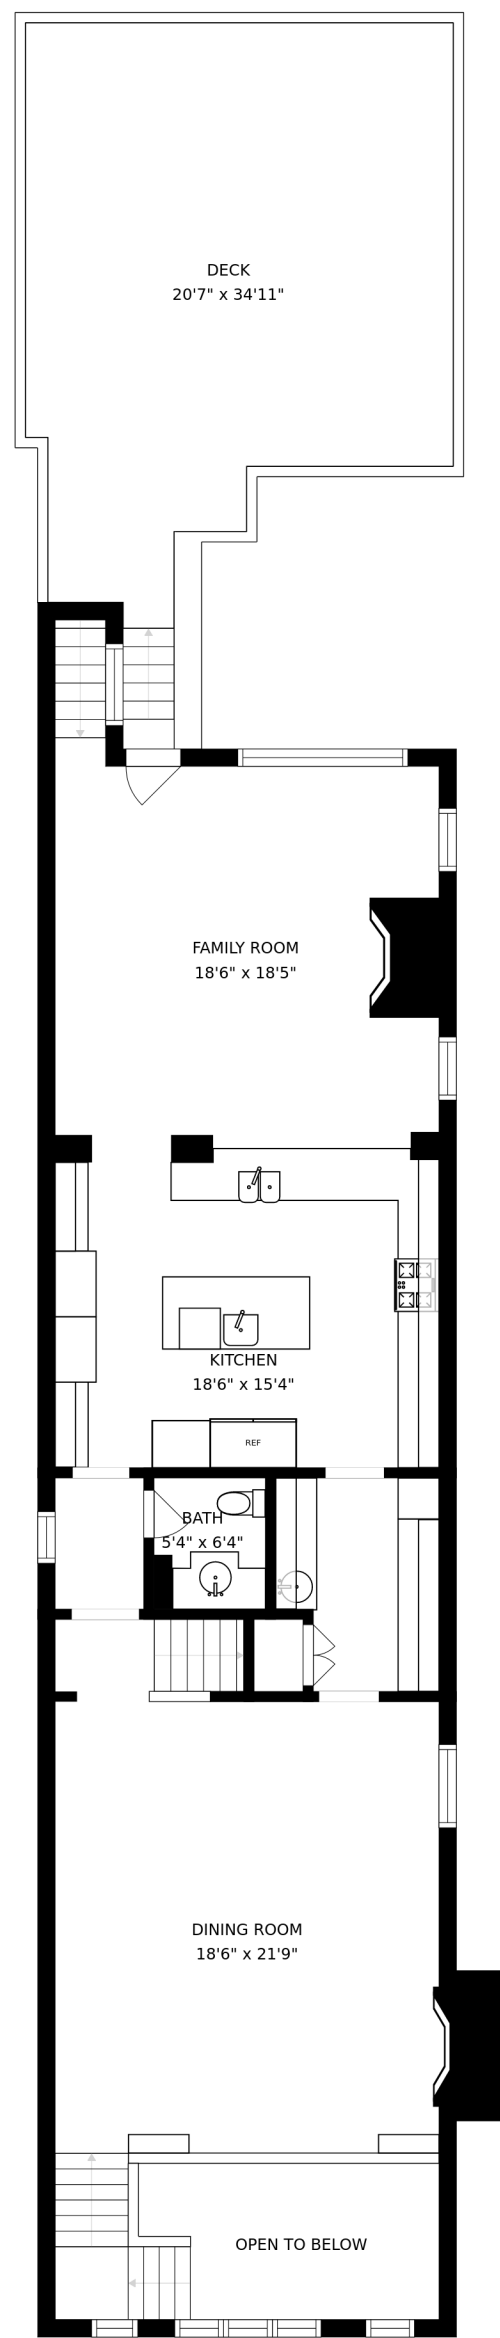 DECK
20'7" x 34'11"
FAMILY ROOM
18'6" x 18'5"
KITCHEN
18'6" x 15'4"
REF
BATH
5'4" x 6'4"
DINING ROOM
18'6" x 21'9"
OPEN TO BELOW